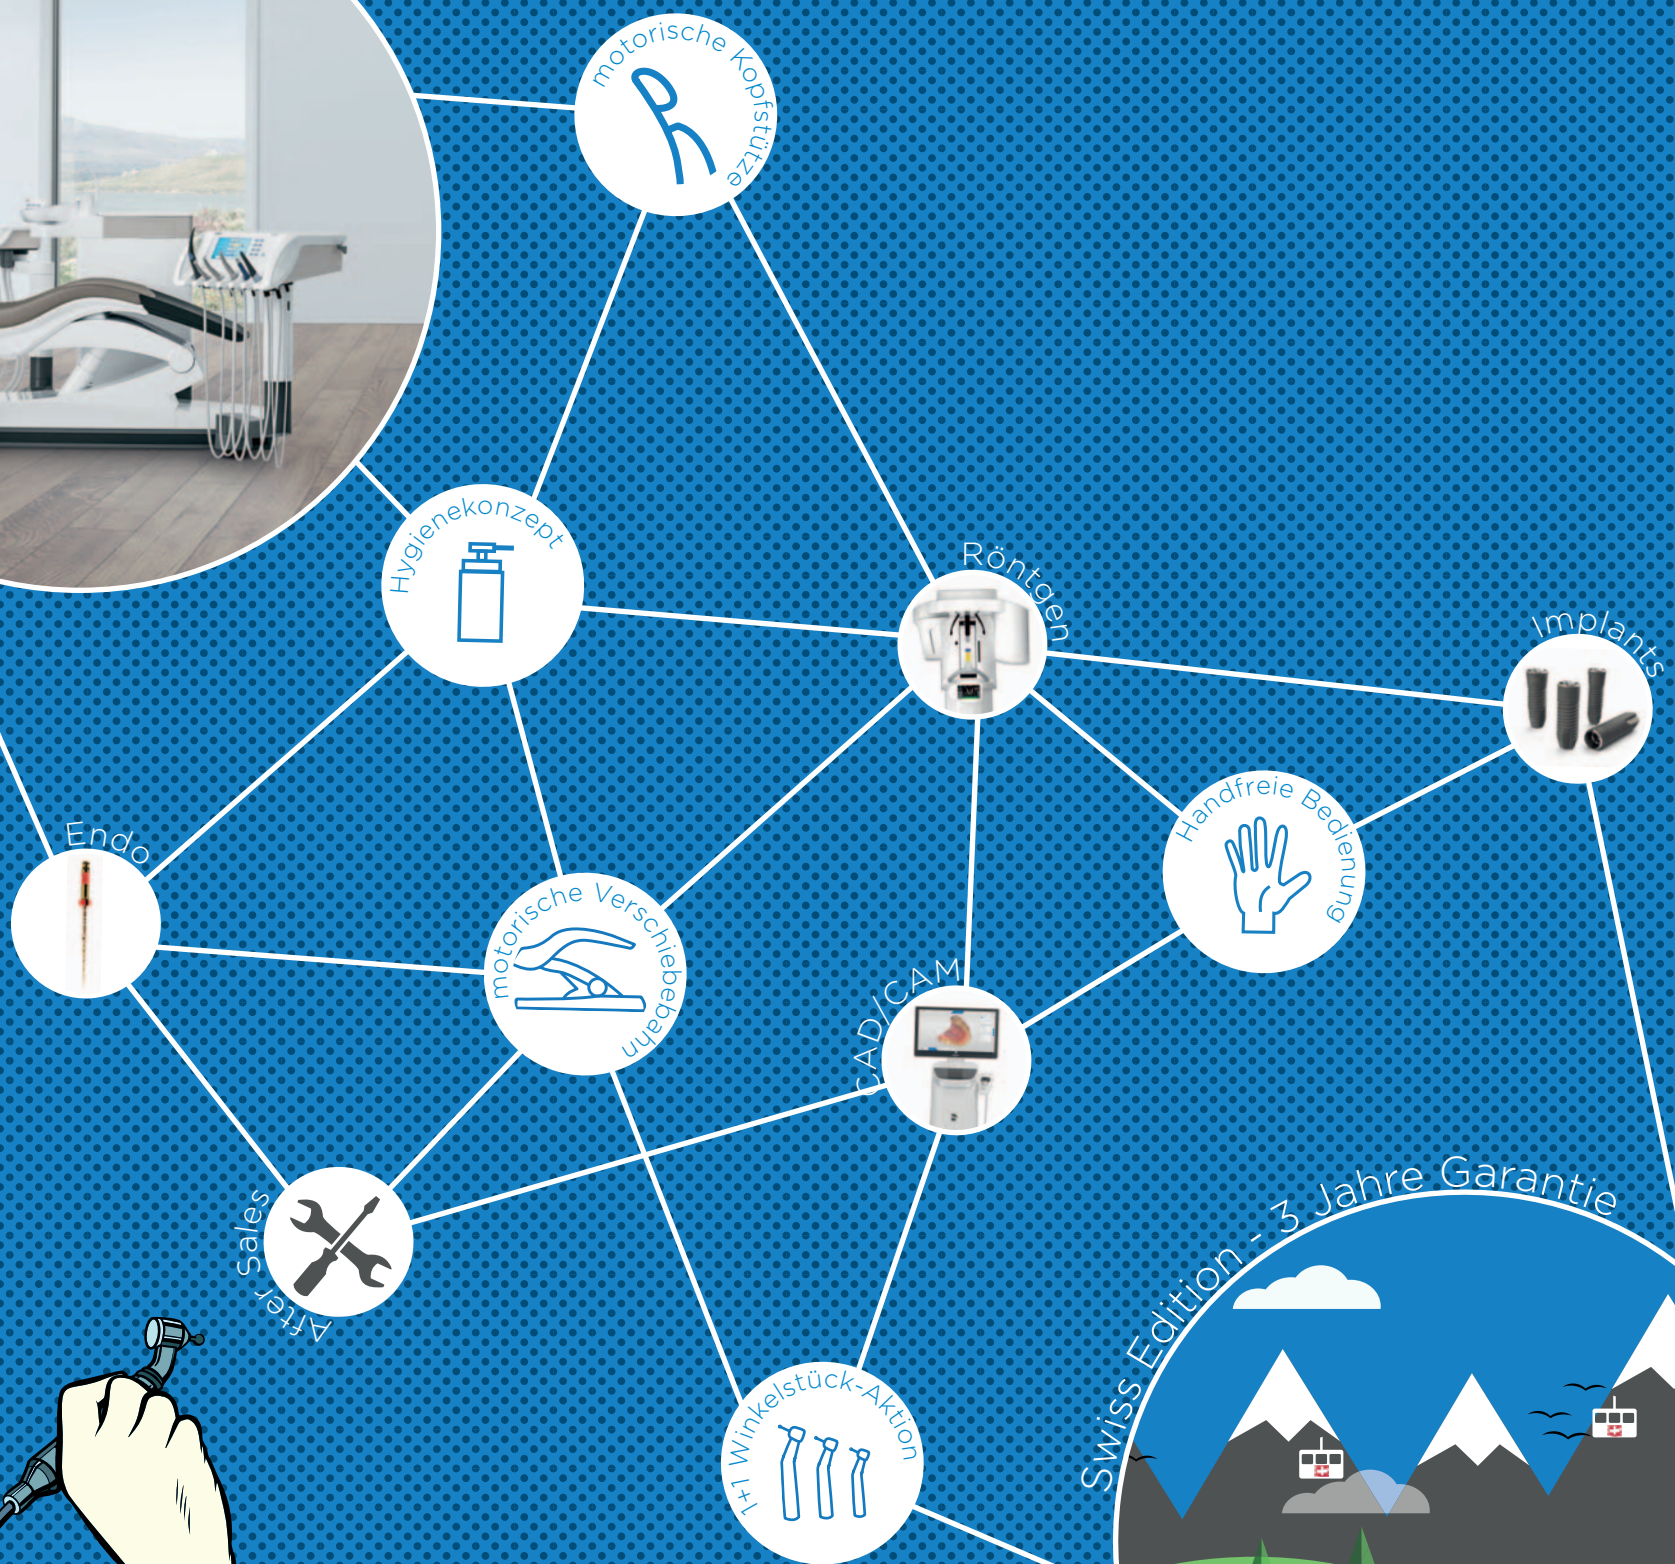 motorische Kopfstütze
Hygienekonzept
Röntgen
Implants
Handfreie Bedienung
Endo
motorische Verschiebebahn
CAD/CAM
After Sales
Swiss Edition - 3 Jahre Garantie
1+1 Winkelstück-Aktion